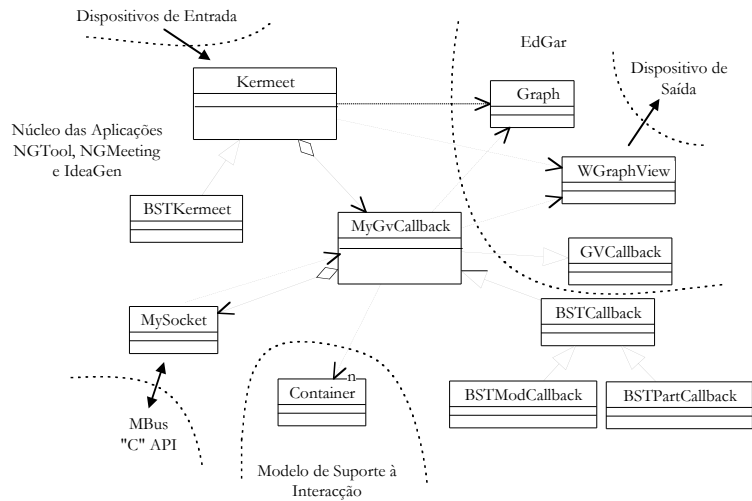 Dispositivos de Entrada
EdGar
Kermeet
Graph
Dispositivo de
Saída
Núcleo das Aplicações
NGTool, NGMeeting
e IdeaGen
WGraphView
BSTKermeet
MyGvCallback
GVCallback
MySocket
BSTCallback
n
Container
BSTModCallback
BSTPartCallback
MBus
"C" API
Modelo de Suporte à
Interacção